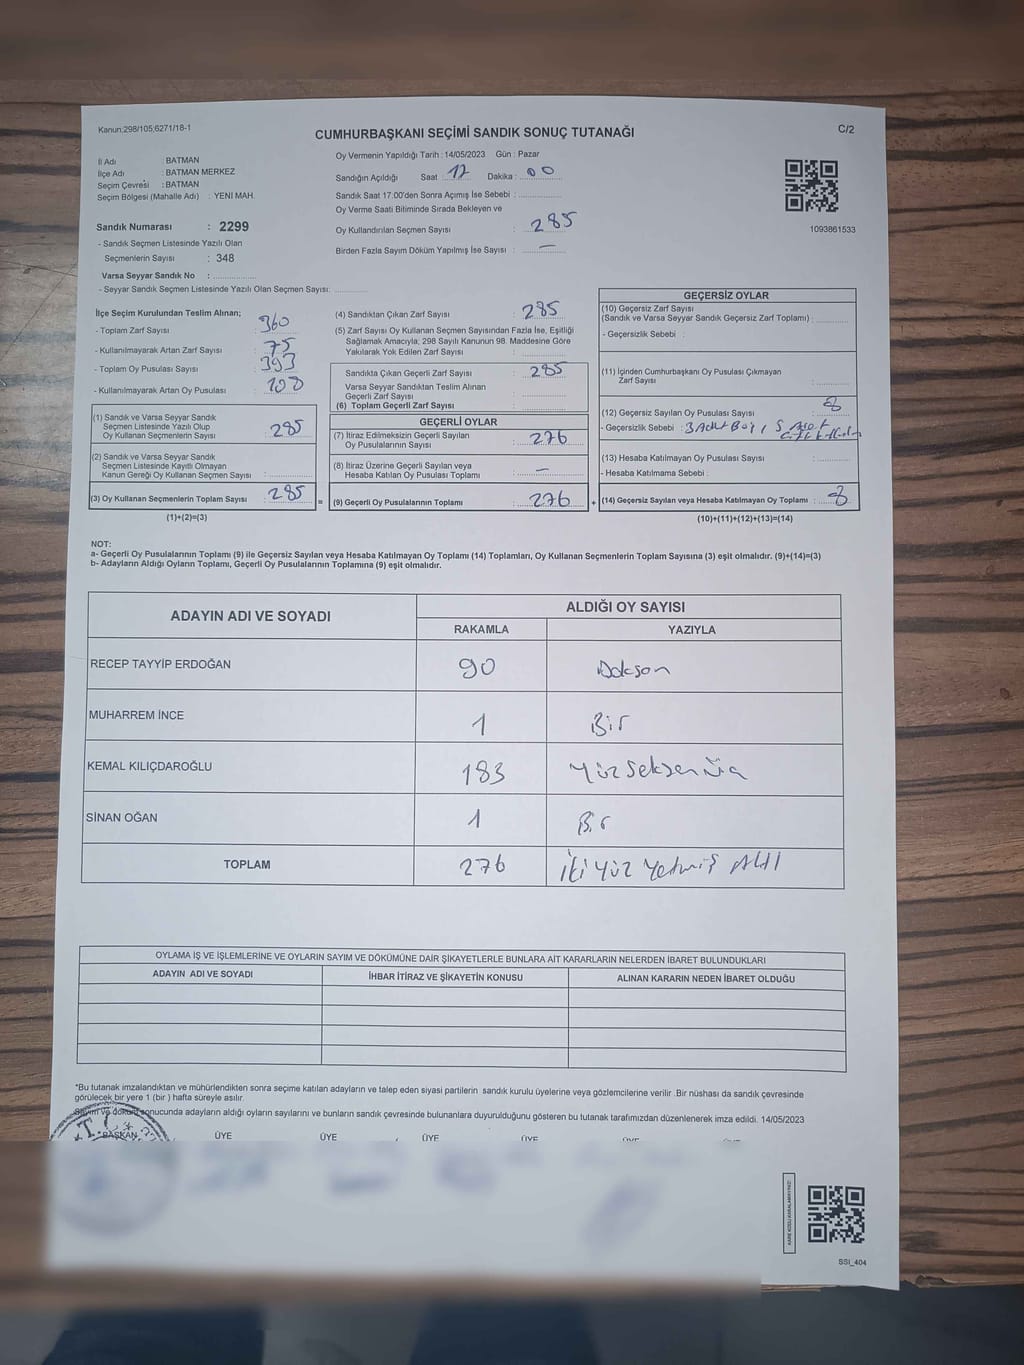 Kanun:298/105;6271/18-1
CUMHURBAŞKANI SEÇİMİ SANDIK SONUÇ TUTANAĞI
C/2
İl Adı : BATMAN
İlçe Adı : BATMAN MERKEZ
Seçim Çevresi : BATMAN
Seçim Bölgesi (Mahalle Adı) : YENİ MAH.
Oy Vermenin Yapıldığı Tarih : 14/05/2023 Gün : Pazar
Sandığın Açıldığı Saat : 17 Dakika : 00
Sandık Saat 17:00'den Sonra Açılmış İse Sebebi :
Oy Verme Saati Bitiminde Sırada Bekleyen ve
Oy Kullandırılan Seçmen Sayısı : 285
Birden Fazla Sayım Döküm Yapılmış İse Sayısı : —
1093861533
Sandık Numarası : 2299
- Sandık Seçmen Listesinde Yazılı Olan
Seçmenlerin Sayısı : 348
Varsa Seyyar Sandık No :
- Seyyar Sandık Seçmen Listesinde Yazılı Olan Seçmen Sayısı:
İlçe Seçim Kurulundan Teslim Alınan;
- Toplam Zarf Sayısı : 360
- Kullanılmayarak Artan Zarf Sayısı : 75
- Toplam Oy Pusulası Sayısı : 393
- Kullanılmayarak Artan Oy Pusulası : 108
(1) Sandık ve Varsa Seyyar Sandık
Seçmen Listesinde Yazılı Olup
Oy Kullanan Seçmenlerin Sayısı : 285
(2) Sandık ve Varsa Seyyar Sandık
Seçmen Listesinde Kayıtlı Olmayan
Kanun Gereği Oy Kullanan Seçmen Sayısı :
(3) Oy Kullanan Seçmenlerin Toplam Sayısı : 285
(1)+(2)=(3)
(4) Sandıktan Çıkan Zarf Sayısı : 285
(5) Zarf Sayısı Oy Kullanan Seçmen Sayısından Fazla İse, Eşitliği
Sağlamak Amacıyla; 298 Sayılı Kanunun 98. Maddesine Göre
Yakılarak Yok Edilen Zarf Sayısı :
Sandıkta Çıkan Geçerli Zarf Sayısı : 285
Varsa Seyyar Sandıktan Teslim Alınan
Geçerli Zarf Sayısı :
(6) Toplam Geçerli Zarf Sayısı :
GEÇERLİ OYLAR
(7) İtiraz Edilmeksizin Geçerli Sayılan
Oy Pusulalarının Sayısı : 276
(8) İtiraz Üzerine Geçerli Sayılan veya
Hesaba Katılan Oy Pusulası Toplamı : —
= (9) Geçerli Oy Pusulalarının Toplamı : 276 +
GEÇERSİZ OYLAR
(10) Geçersiz Zarf Sayısı
(Sandık ve Varsa Seyyar Sandık Geçersiz Zarf Toplamı) :
- Geçersizlik Sebebi :
(11) İçinden Cumhurbaşkanı Oy Pusulası Çıkmayan
Zarf Sayısı :
(12) Geçersiz Sayılan Oy Pusulası Sayısı : 8
- Geçersizlik Sebebi : 3 Adet Boş, 5 Adet
(13) Hesaba Katılmayan Oy Pusulası Sayısı :
- Hesaba Katılmama Sebebi :
(14) Geçersiz Sayılan veya Hesaba Katılmayan Oy Toplamı : 8
(10)+(11)+(12)+(13)=(14)
NOT:
a- Geçerli Oy Pusulalarının Toplamı (9) ile Geçersiz Sayılan veya Hesaba Katılmayan Oy Toplamı (14) Toplamları, Oy Kullanan Seçmenlerin Toplam Sayısına (3) eşit olmalıdır. (9)+(14)=(3)
b- Adayların Aldığı Oyların Toplamı, Geçerli Oy Pusulalarının Toplamına (9) eşit olmalıdır.
ADAYIN ADI VE SOYADI ALDIĞI OY SAYISI
RAKAMLA YAZIYLA
RECEP TAYYİP ERDOĞAN 90 Doksan
MUHARREM İNCE 1 Bir
KEMAL KILIÇDAROĞLU 183 Yüz Seksen Üç
SİNAN OĞAN 1 Bir
TOPLAM 276 İki Yüz Yetmiş Altı
OYLAMA İŞ VE İŞLEMLERİNE VE OYLARIN SAYIM VE DÖKÜMÜNE DAİR ŞİKAYETLERLE BUNLARA AİT KARARLARIN NELERDEN İBARET BULUNDUKLARI
ADAYIN ADI VE SOYADI İHBAR İTİRAZ VE ŞİKAYETİN KONUSU ALINAN KARARIN NEDEN İBARET OLDUĞU
*Bu tutanak imzalandıktan ve mühürlendikten sonra seçime katılan adayların ve talep eden siyasi partilerin sandık kurulu üyelerine veya gözlemcilerine verilir .Bir nüshası da sandık çevresinde
görülecek bir yere 1 (bir ) hafta süreyle asılır.
Sayım ve döküm sonucunda adayların aldığı oyların sayılarını ve bunların sandık çevresinde bulunanlara duyurulduğunu gösteren bu tutanak tarafımızdan düzenlenerek imza edildi. 14/05/2023
T.C.
BAŞKAN ÜYE ÜYE ÜYE ÜYE ÜYE
KARE KODU KARALAMAYINIZ!
SSI_404